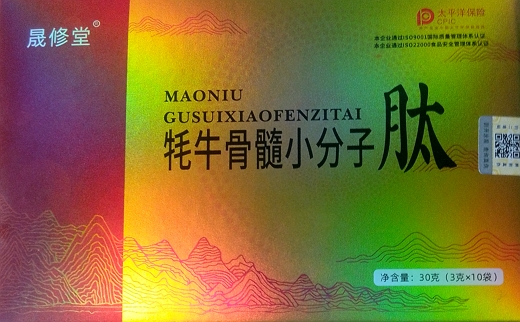 晟修堂®
太平洋保险
CPIC
本企业通过ISO9001国际质量管理体系认证
本企业通过ISO22000食品安全管理体系认证
MAONIU
GUSUIXIAOFENZITAI
牦牛骨髓小分子肽
净含量：30克（3克×10袋）